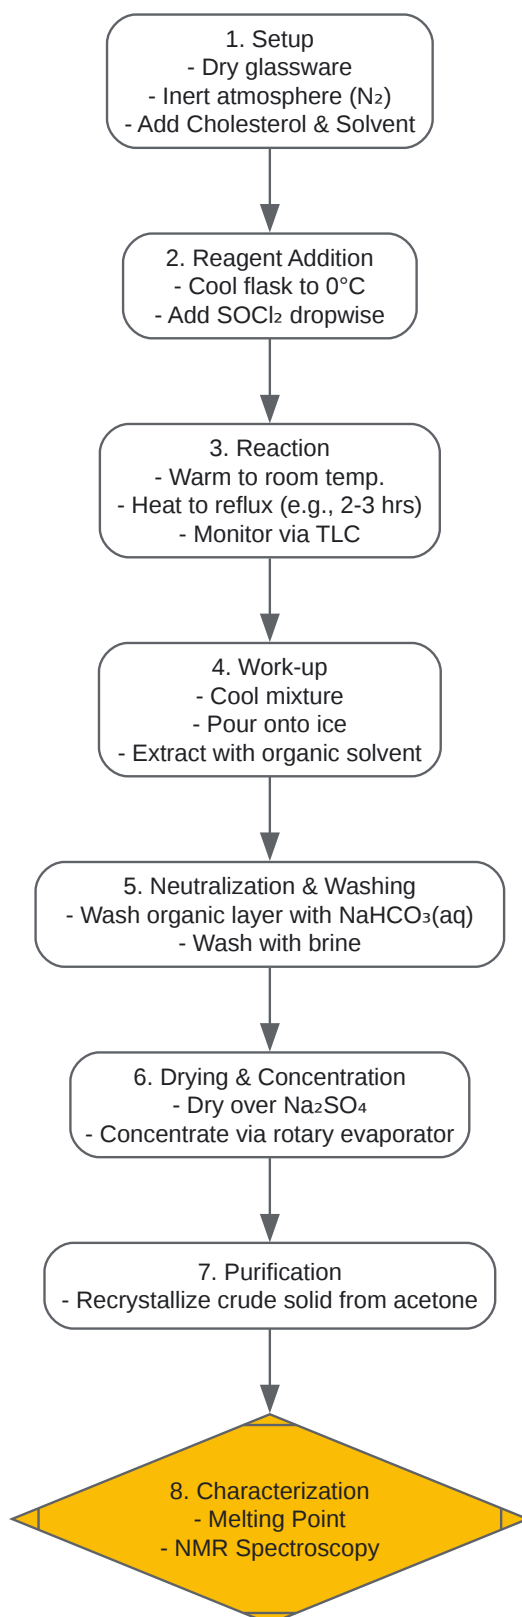 1. Setup
- Dry glassware
- Inert atmosphere (N₂)
- Add Cholesterol & Solvent
2. Reagent Addition
- Cool flask to 0°C
- Add SOCl₂ dropwise
3. Reaction
- Warm to room temp.
- Heat to reflux (e.g., 2-3 hrs)
- Monitor via TLC
4. Work-up
- Cool mixture
- Pour onto ice
- Extract with organic solvent
5. Neutralization & Washing
- Wash organic layer with NaHCO₃(aq)
- Wash with brine
6. Drying & Concentration
- Dry over Na₂SO₄
- Concentrate via rotary evaporator
7. Purification
- Recrystallize crude solid from acetone
8. Characterization
- Melting Point
- NMR Spectroscopy